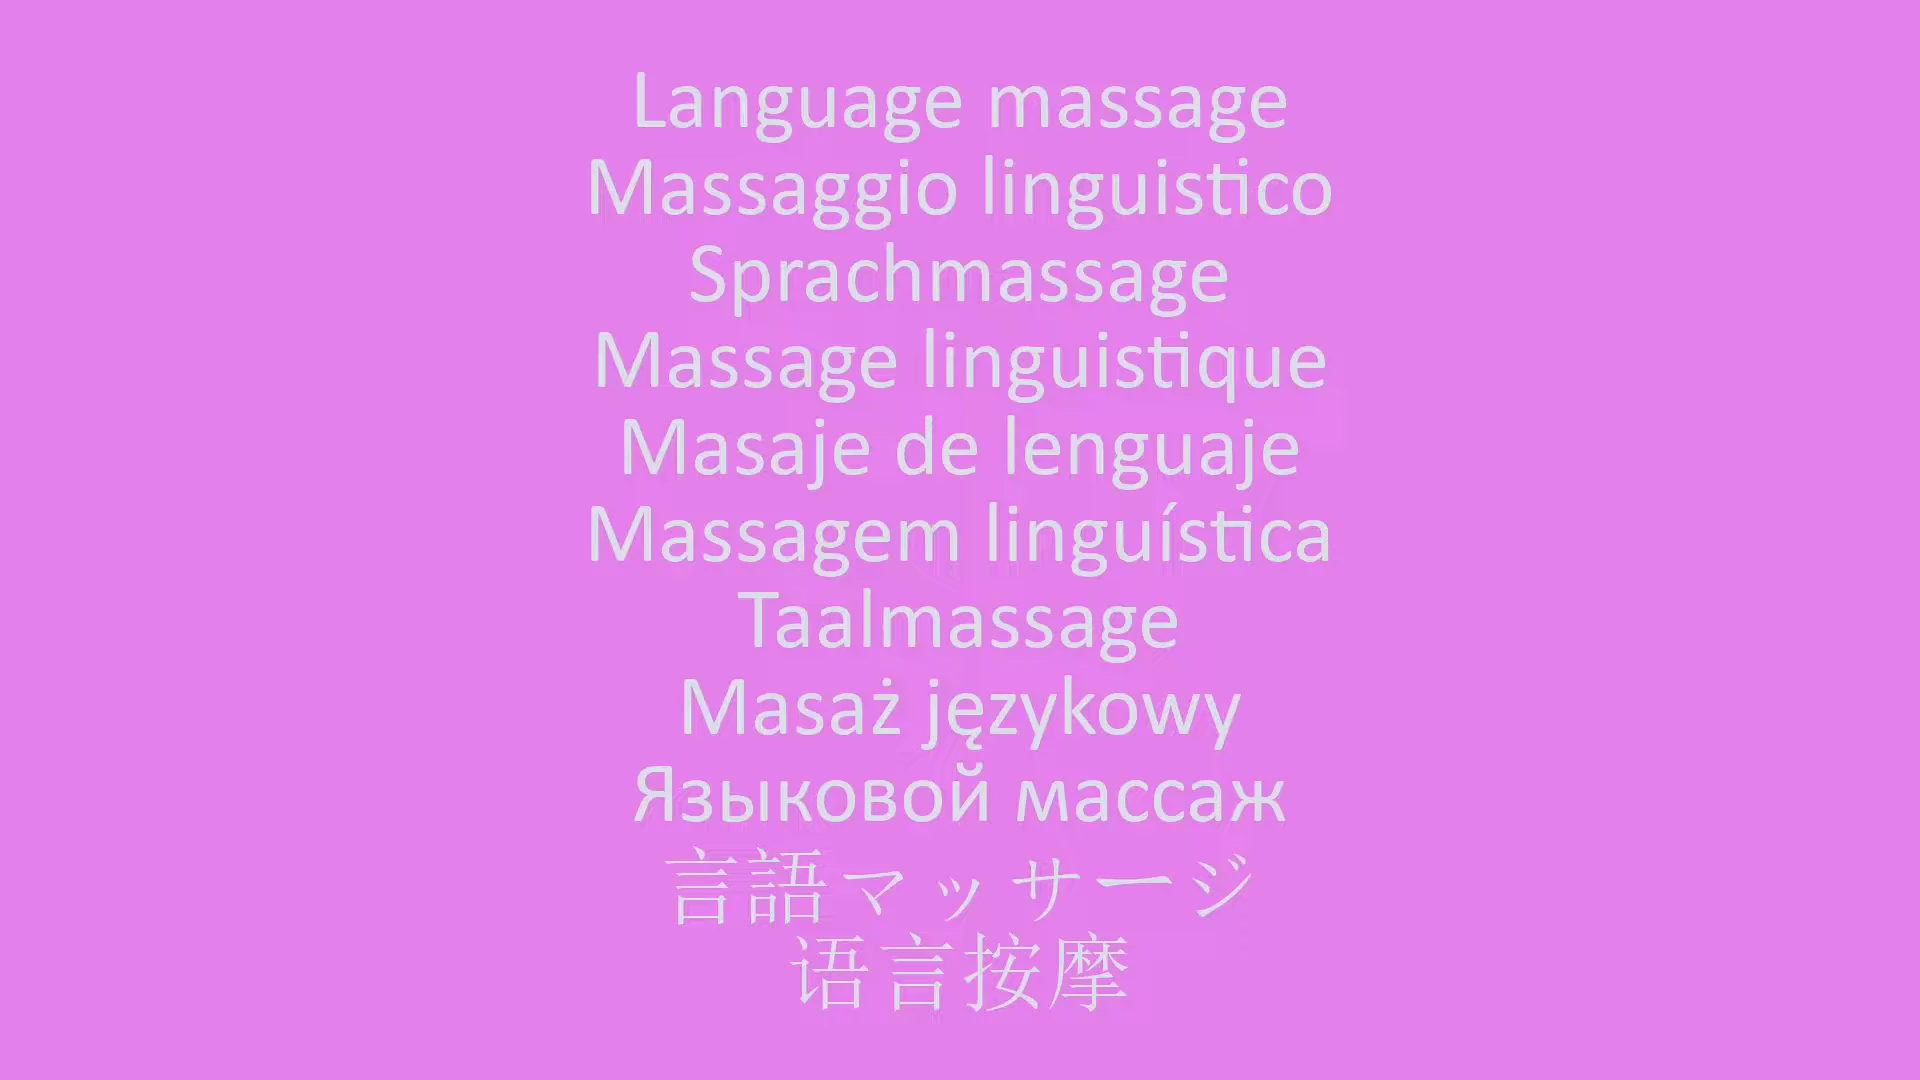 Language massage
Massaggio linguistico
Sprachmassage
Massage linguistique
Masaje de lenguaje
Massagem linguística
Taalmassage
Masaż językowy
Языковой массаж
言語マッサージ
语言按摩